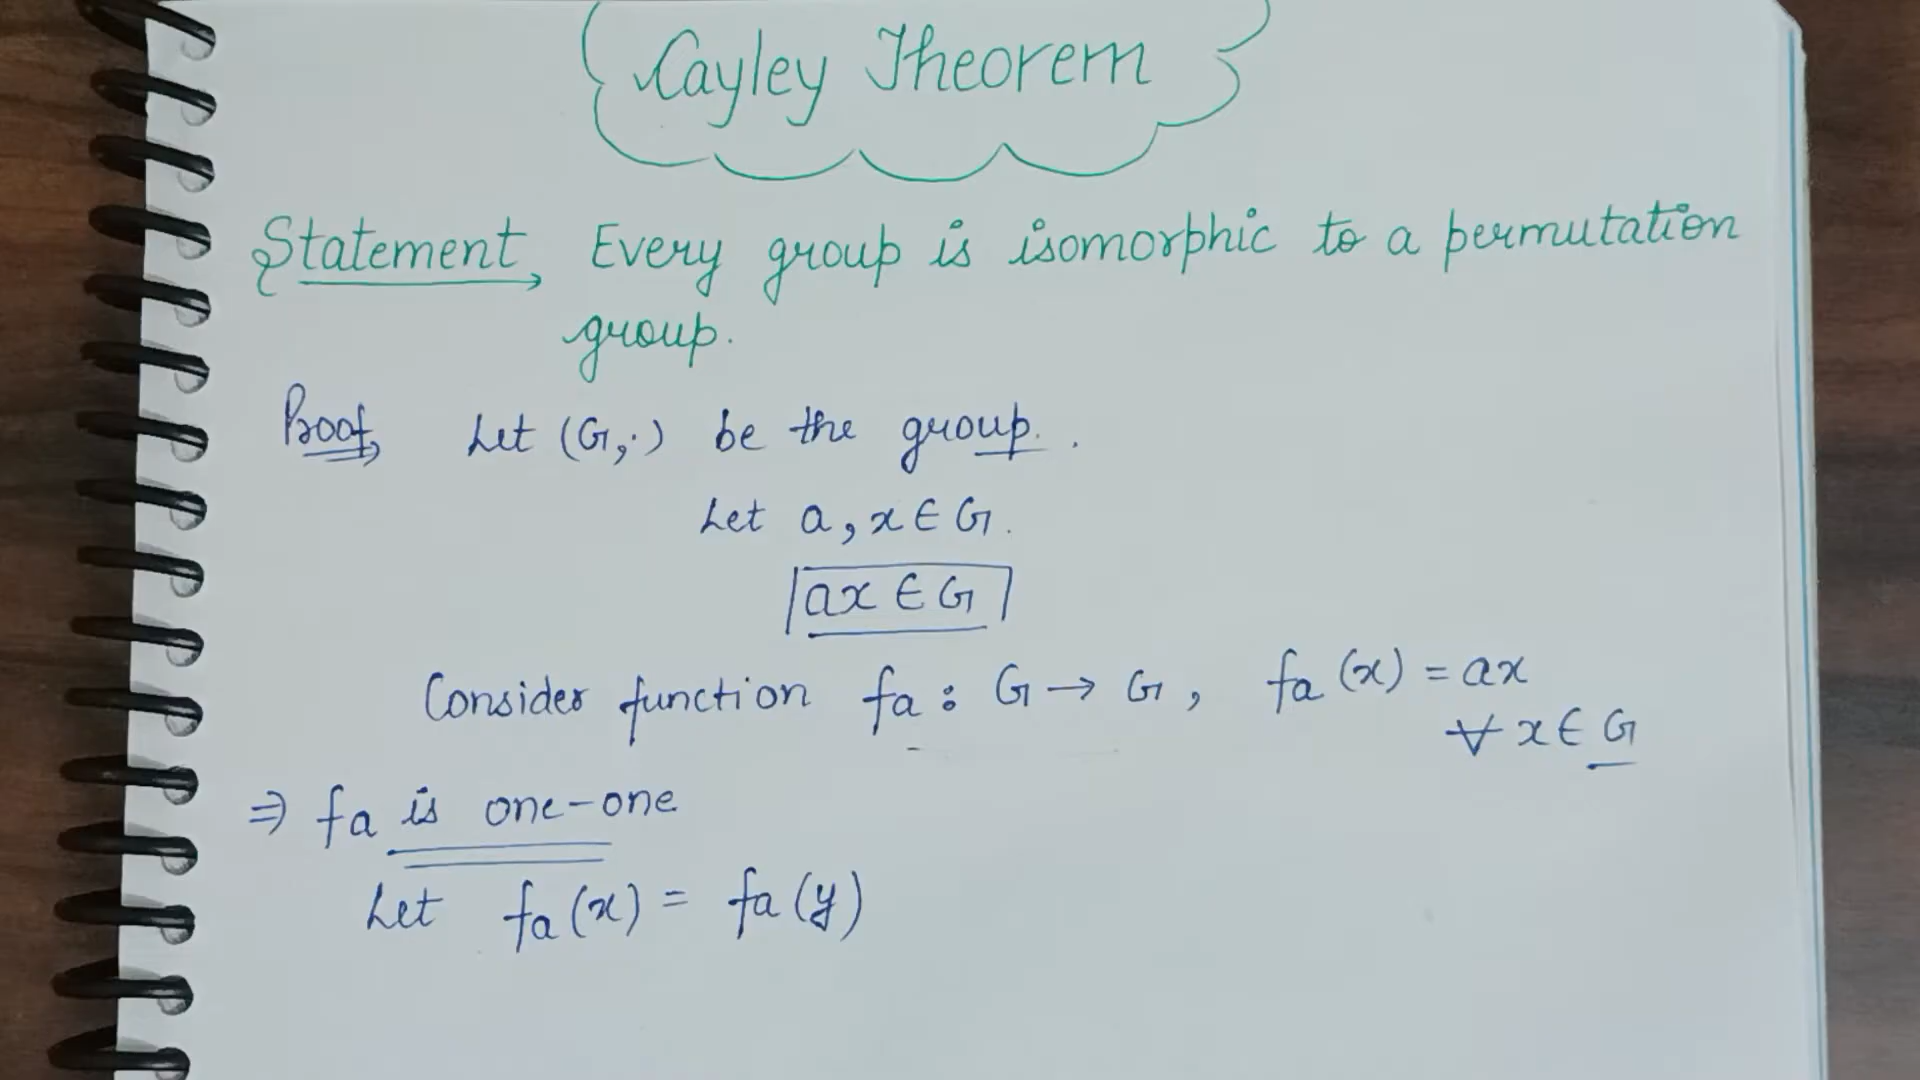 Cayley Theorem
Statement Every group is isomorphic to a permutation
group.
Proof Let (G,·) be the group.
Let a, x ∈ G.
ax ∈ G
Consider function fa : G → G, fa (x) = ax
∀ x ∈ G
⇒ fa is one-one
Let fa (x) = fa (y)